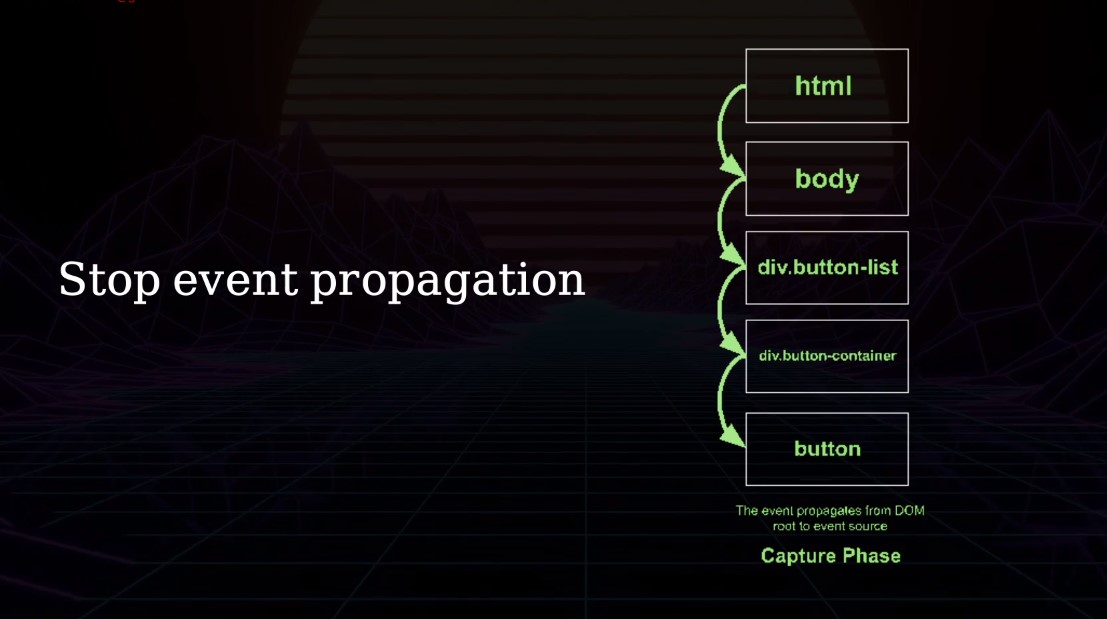 Stop event propagation
html
body
div.button-list
div.button-container
button
The event propagates from DOM
root to event source
Capture Phase